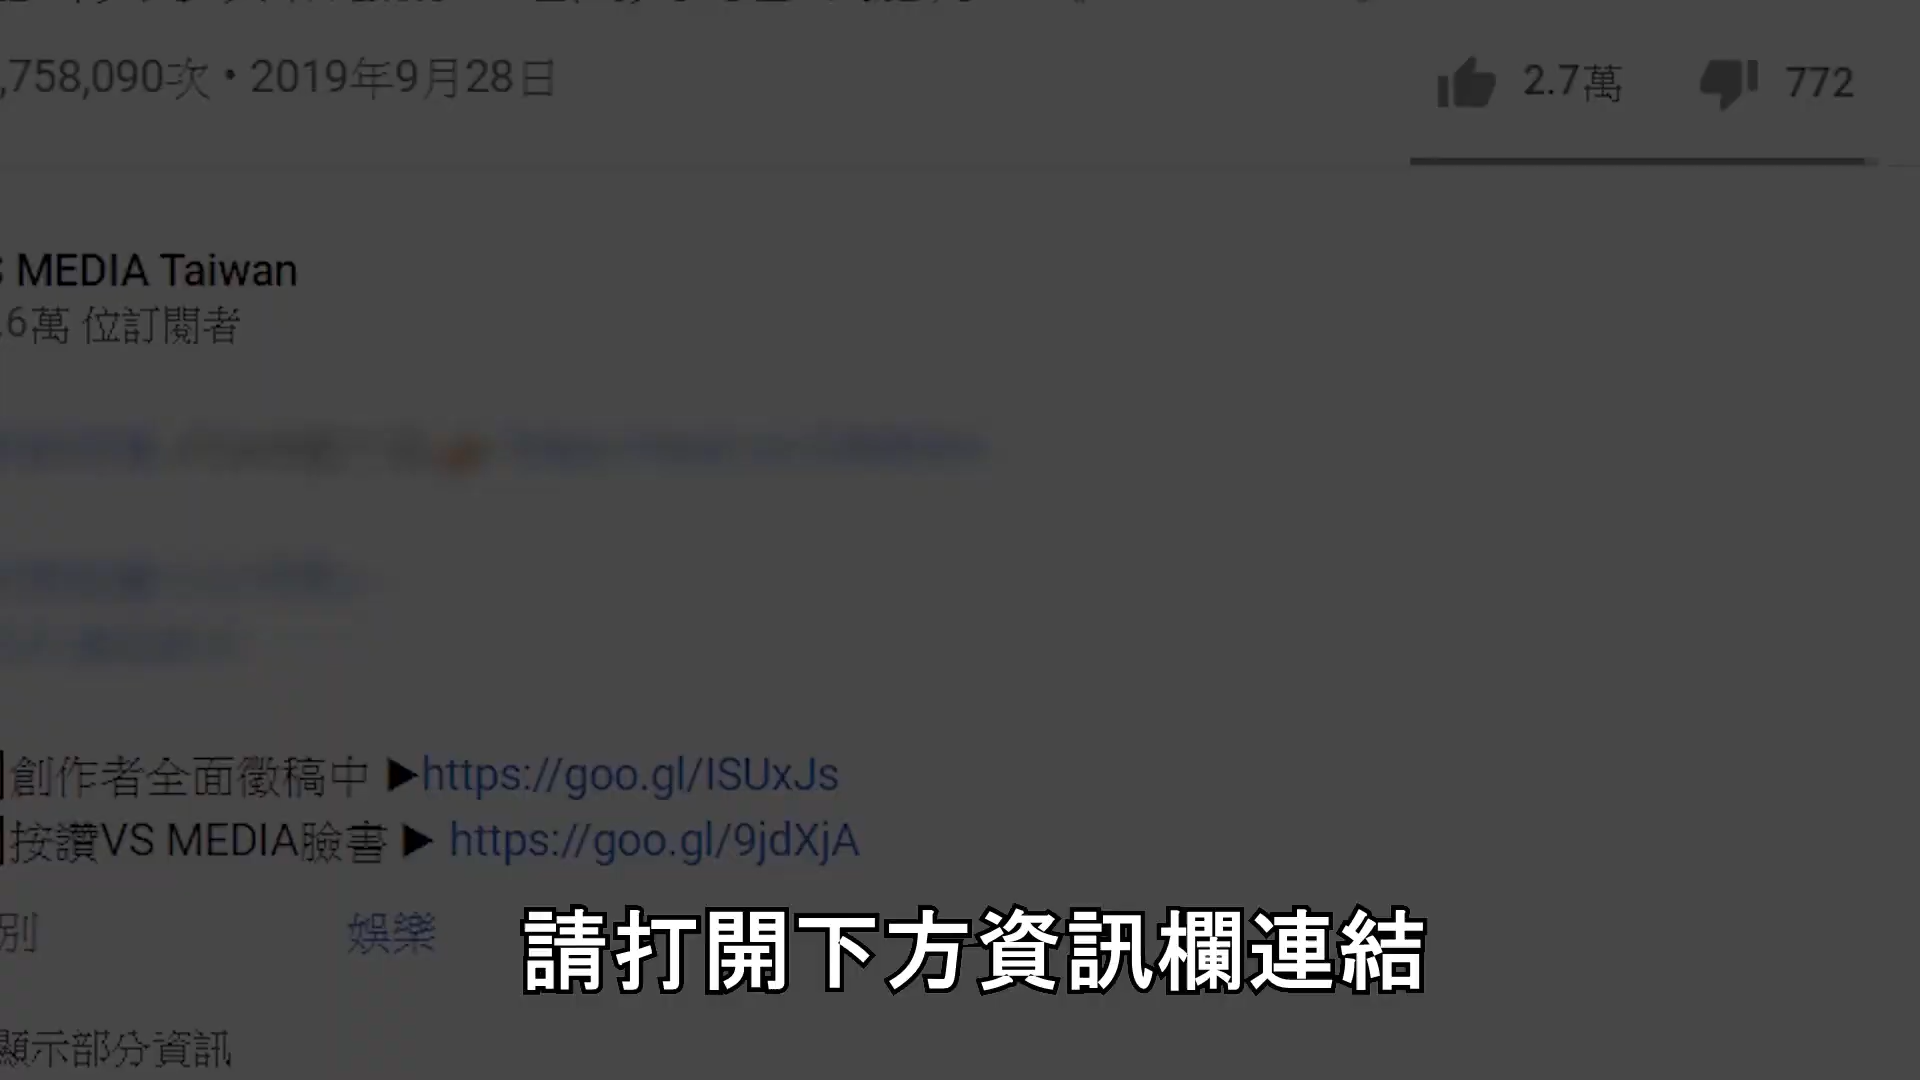 ,758,090次 • 2019年9月28日
2.7萬
772
MEDIA Taiwan
.6萬 位訂閱者
創作者全面徵稿中 ▶https://goo.gl/ISUxJs
按讚VS MEDIA臉書 ▶ https://goo.gl/9jdXjA
別
娛樂
請打開下方資訊欄連結
顯示部分資訊